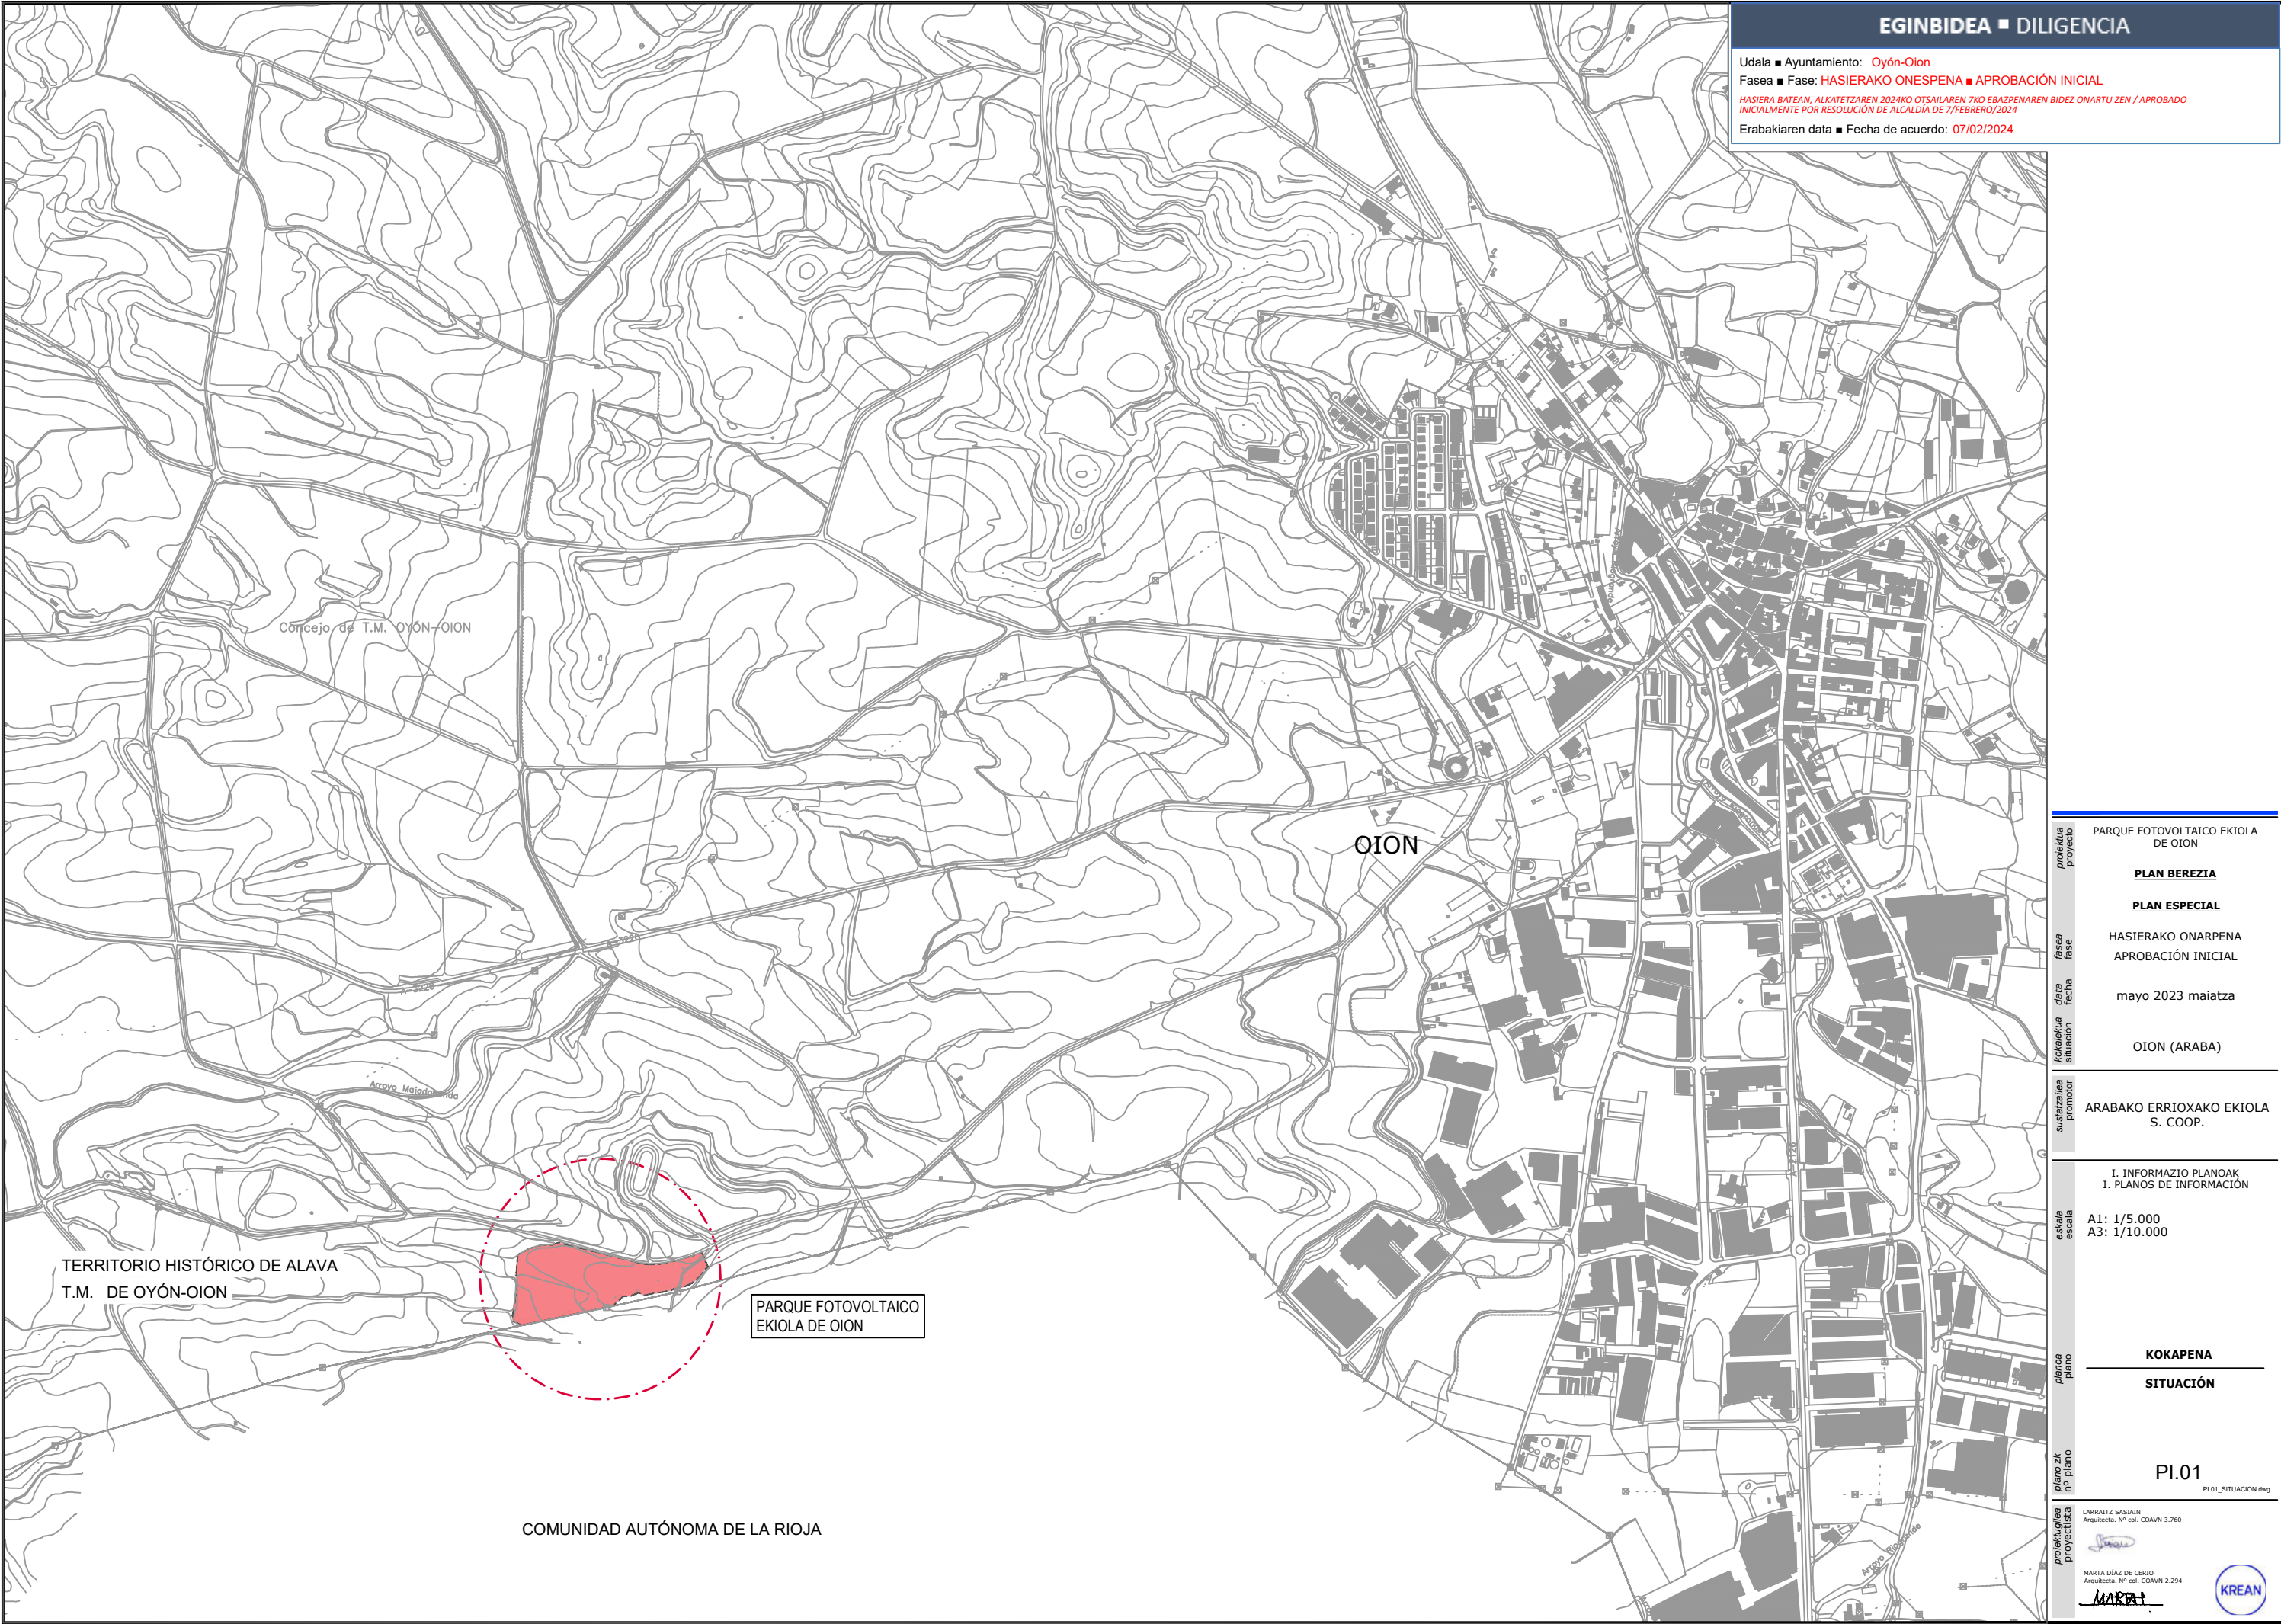 EGINBIDEA ▪ DILIGENCIA
Udala ■ Ayuntamiento: Oyón-Oion
Fasea ■ Fase: HASIERAKO ONESPENA ■ APROBACIÓN INICIAL
HASIERA BATEAN, ALKATETZAREN 2024KO OTSAILAREN 7KO EBAZPENAREN BIDEZ ONARTU ZEN / APROBADO
INICIALMENTE POR RESOLUCIÓN DE ALCALDÍA DE 7/FEBRERO/2024
Erabakiaren data ■ Fecha de acuerdo: 07/02/2024
Concejo de T.M. OYÓN-OION
OION
A-3226
A-3226
A-2126
TERRITORIO HISTÓRICO DE ALAVA
T.M. DE OYÓN-OION
PARQUE FOTOVOLTAICO
EKIOLA DE OION
COMUNIDAD AUTÓNOMA DE LA RIOJA
proiektua
proyecto
PARQUE FOTOVOLTAICO EKIOLA
DE OION
PLAN BEREZIA
PLAN ESPECIAL
fasea
fase
HASIERAKO ONARPENA
APROBACIÓN INICIAL
data
fecha
mayo 2023 maiatza
kokalekua
situación
OION (ARABA)
sustatzailea
promotor
ARABAKO ERRIOXAKO EKIOLA
S. COOP.
I. INFORMAZIO PLANOAK
I. PLANOS DE INFORMACIÓN
eskala
escala
A1: 1/5.000
A3: 1/10.000
planoa
plano
KOKAPENA
SITUACIÓN
plano zk
nº plano
PI.01
PI.01_SITUACION.dwg
proiektugilea
proyectista
LARRAITZ SASIAIN
Arquitecta. Nº col. COAVN 3.760
MARTA DÍAZ DE CERIO
Arquitecta. Nº col. COAVN 2.294
KREAN